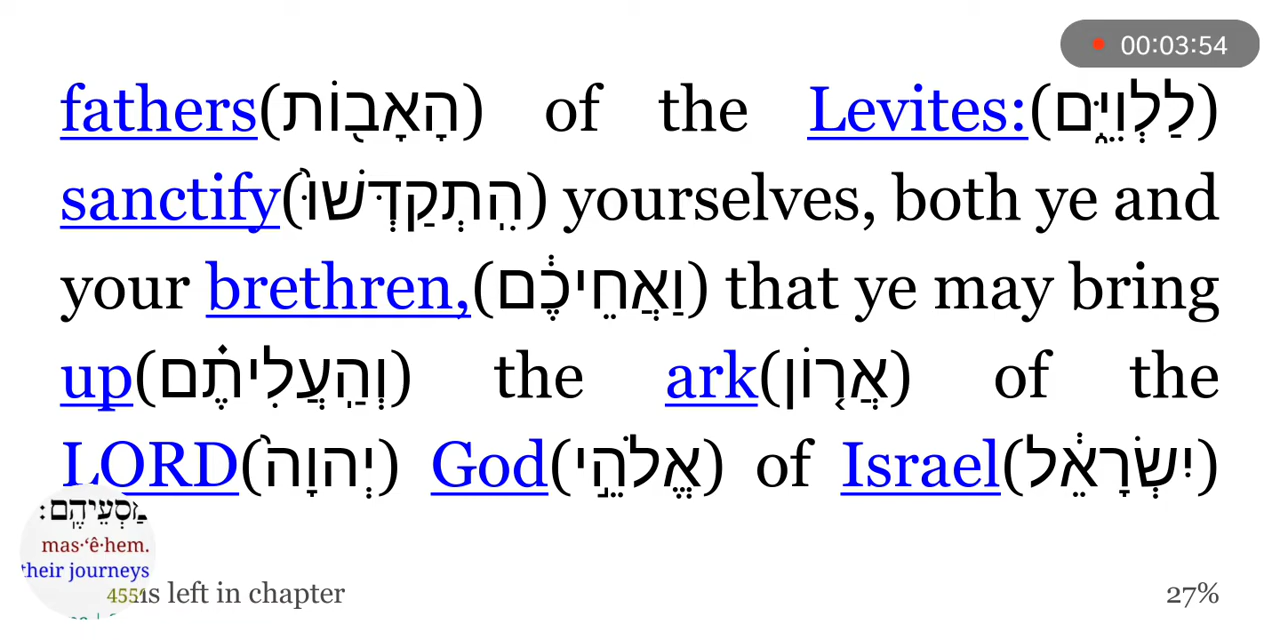 00:03:54
fathers(הָאָב֖וֹת) of the Levites:(לַלְוִיִּ֑ם)
sanctify(הִֽתְקַדְּשׁוּ֙) yourselves, both ye and
your brethren,(וַאֲחֵיכֶ֔ם) that ye may bring
up(וְהַֽעֲלִיתֶ֗ם) the ark(אֲר֤וֹן) of the
LORD(יְהוָה֙) God(אֱלֹהֵ֣י) of Israel(יִשְׂרָאֵ֔ל)
מַסְעֵיהֶֽם׃
mas·‘ê·hem.
their journeys
455
left in chapter
27%